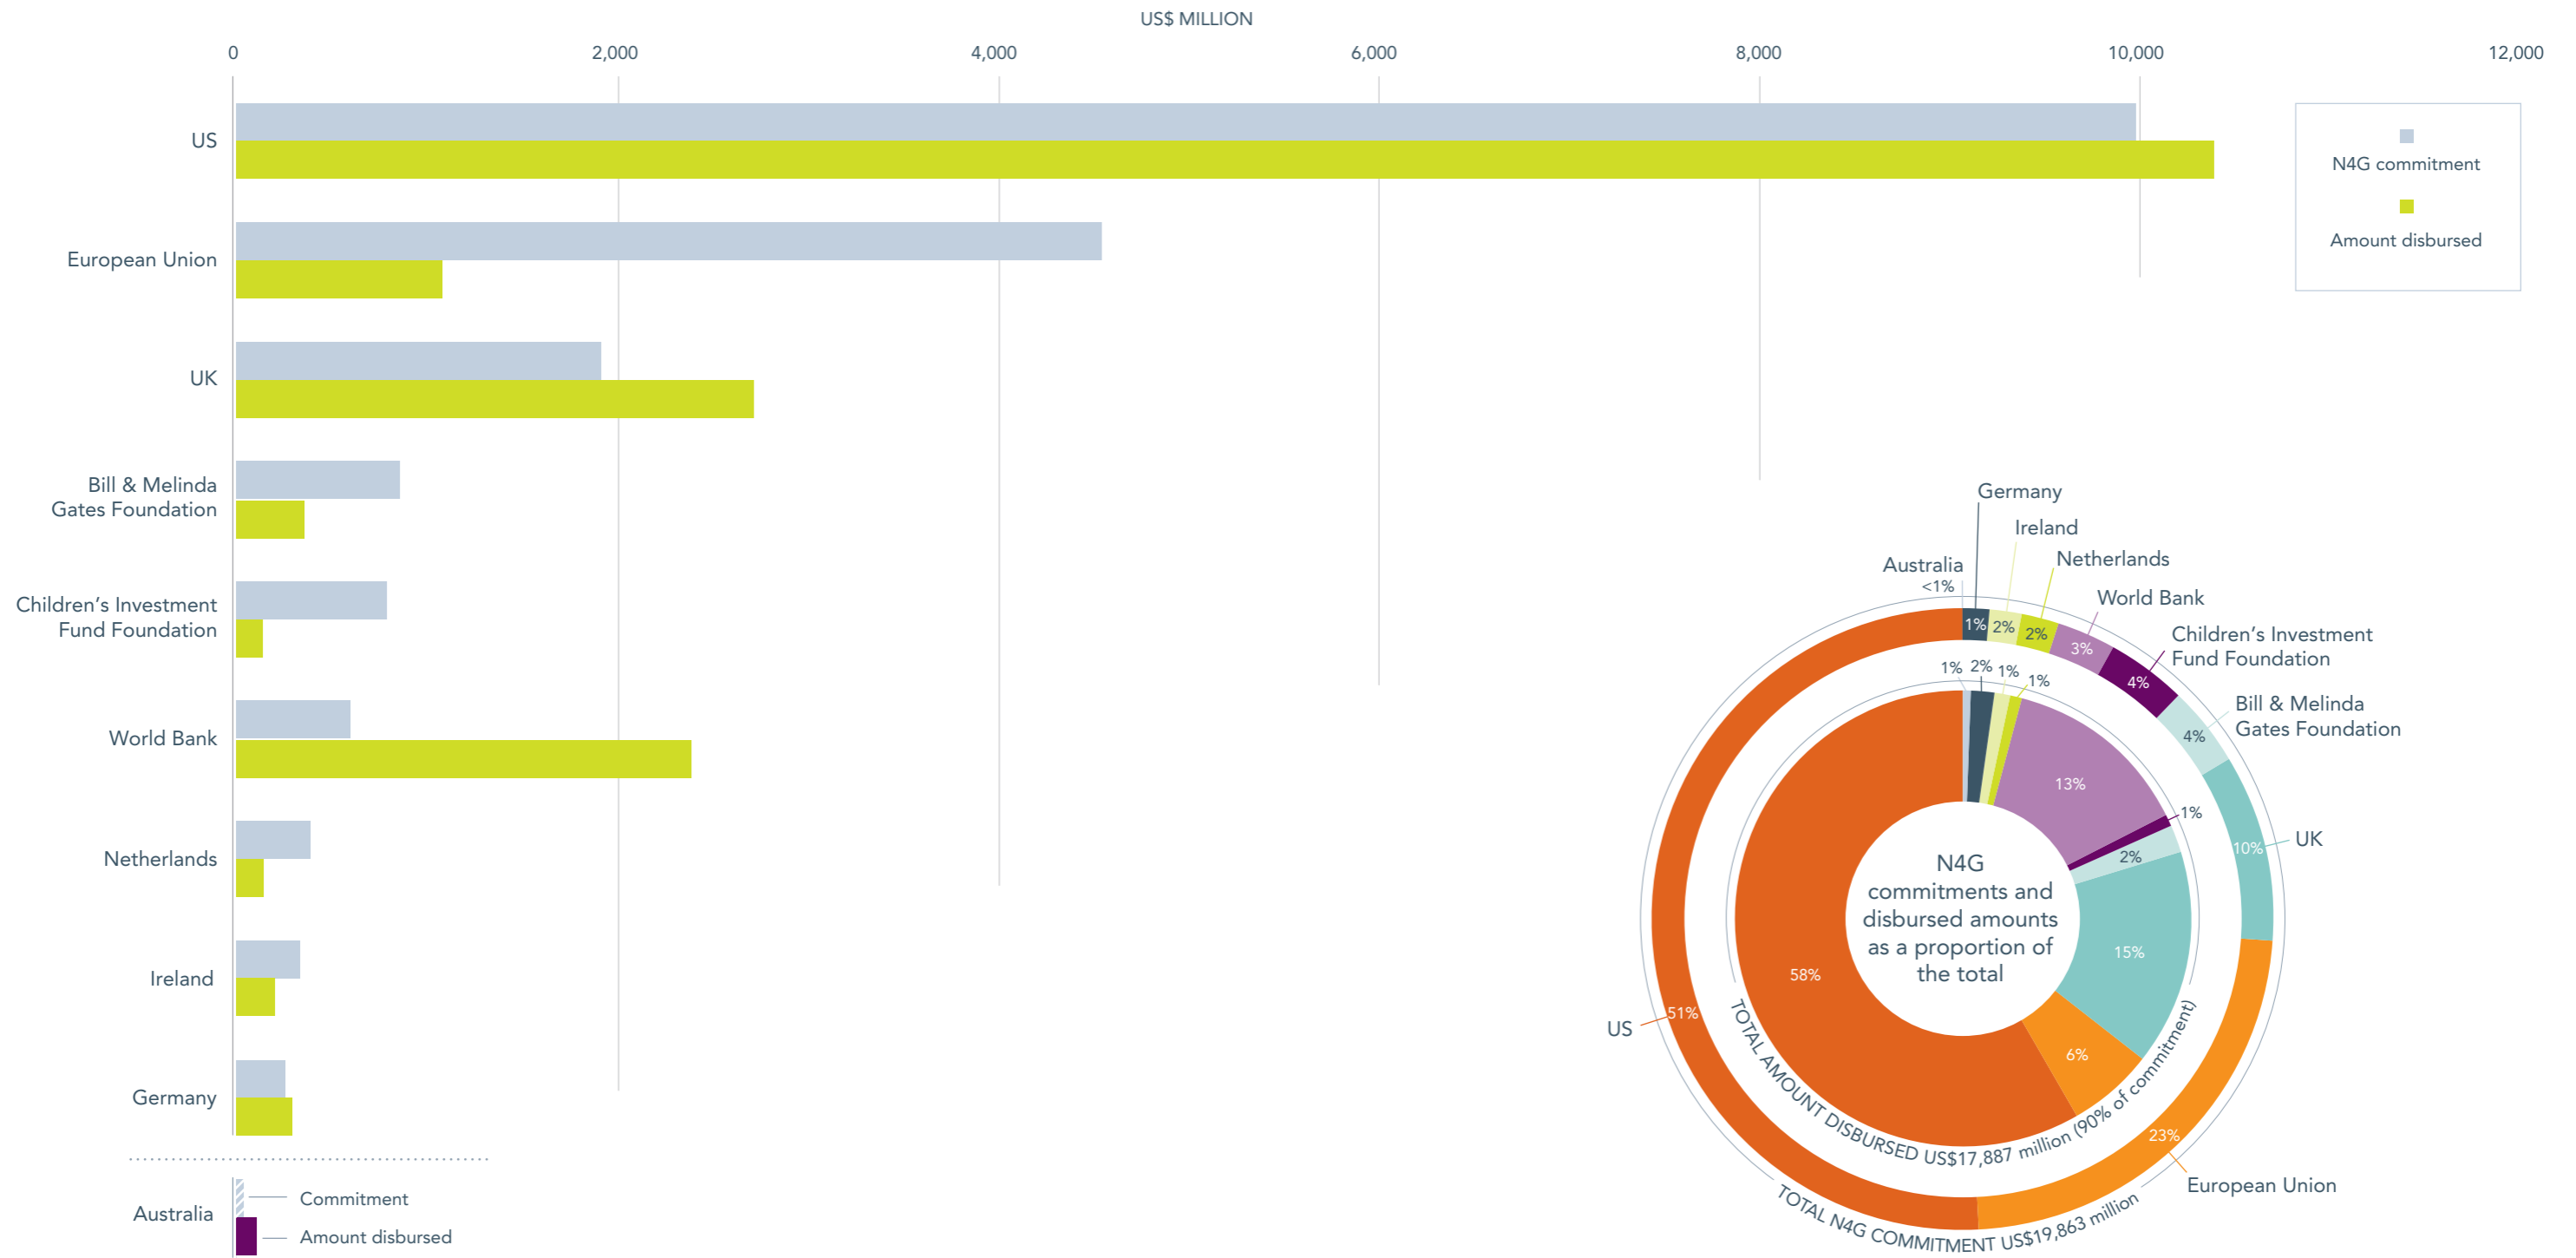 US$ MILLION
0
2,000
4,000
6,000
8,000
10,000
12,000
US
European Union
UK
Bill & Melinda
Gates Foundation
Children’s Investment
Fund Foundation
World Bank
Netherlands
Ireland
Germany
Australia
Commitment
Amount disbursed
N4G commitment
Amount disbursed
Germany
Ireland
Netherlands
Australia
<1%
World Bank
Children’s Investment
Fund Foundation
Bill & Melinda
Gates Foundation
UK
European Union
US
1%
2%
2%
3%
4%
4%
10%
23%
51%
1%
2%
1%
1%
13%
1%
2%
15%
6%
58%
N4G
commitments and
disbursed amounts
as a proportion of
the total
TOTAL AMOUNT DISBURSED US$17,887 million (90% of commitment)
TOTAL N4G COMMITMENT US$19,863 million